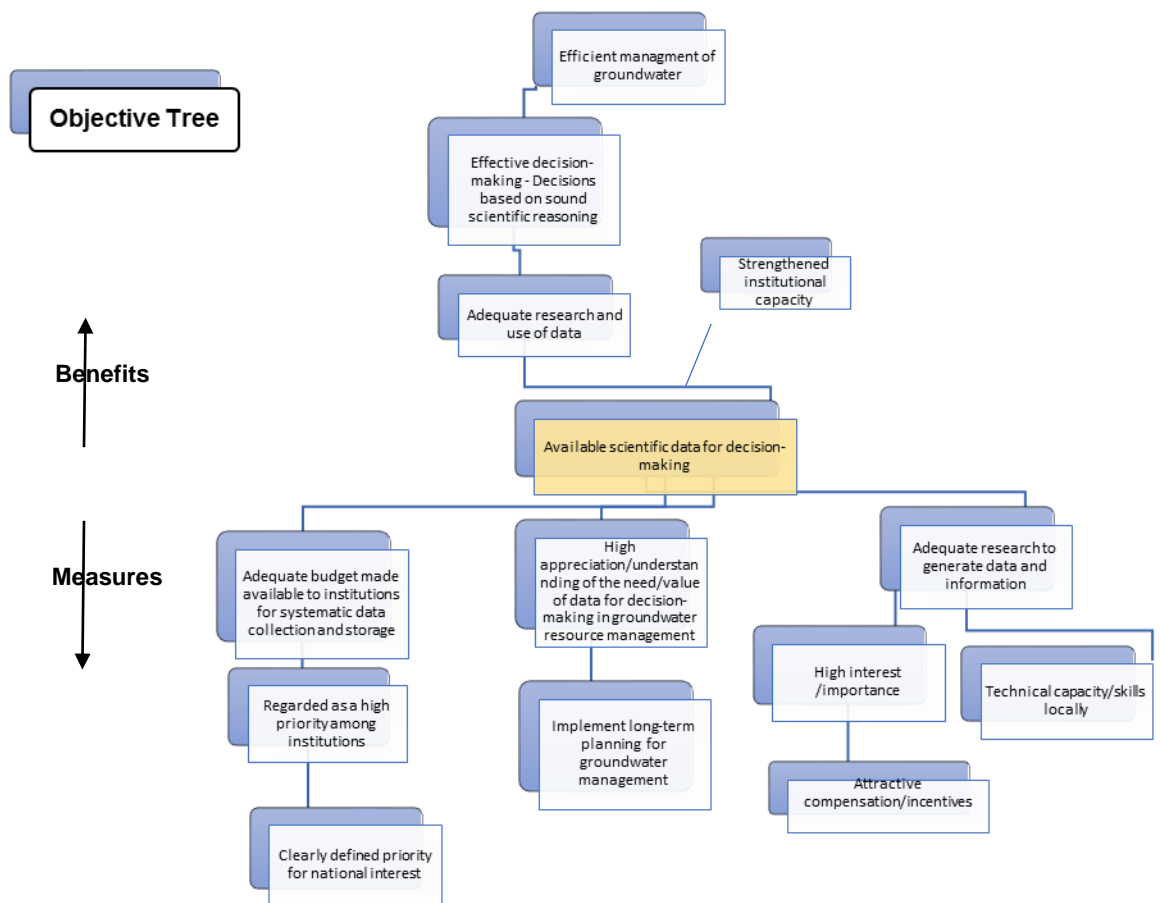 Objective Tree
Efficient managment of
groundwater
Effective decision-
making - Decisions
based on sound
scientific reasoning
Strengthened
institutional
capacity
Adequate research and
use of data
Benefits
Available scientific data for decision-
making
Measures
Adequate budget made
available to institutions
for systematic data
collection and storage
High
appreciation/understa
nding of the need/value
of data for decision-
making in groundwater
resource management
Adequate research to
generate data and
information
Regarded as a high
priority among
institutions
Implement long-term
planning for
groundwater
management
High interest
/importance
Technical capacity/skills
locally
Attractive
compensation/incentives
Clearly defined priority
for national interest